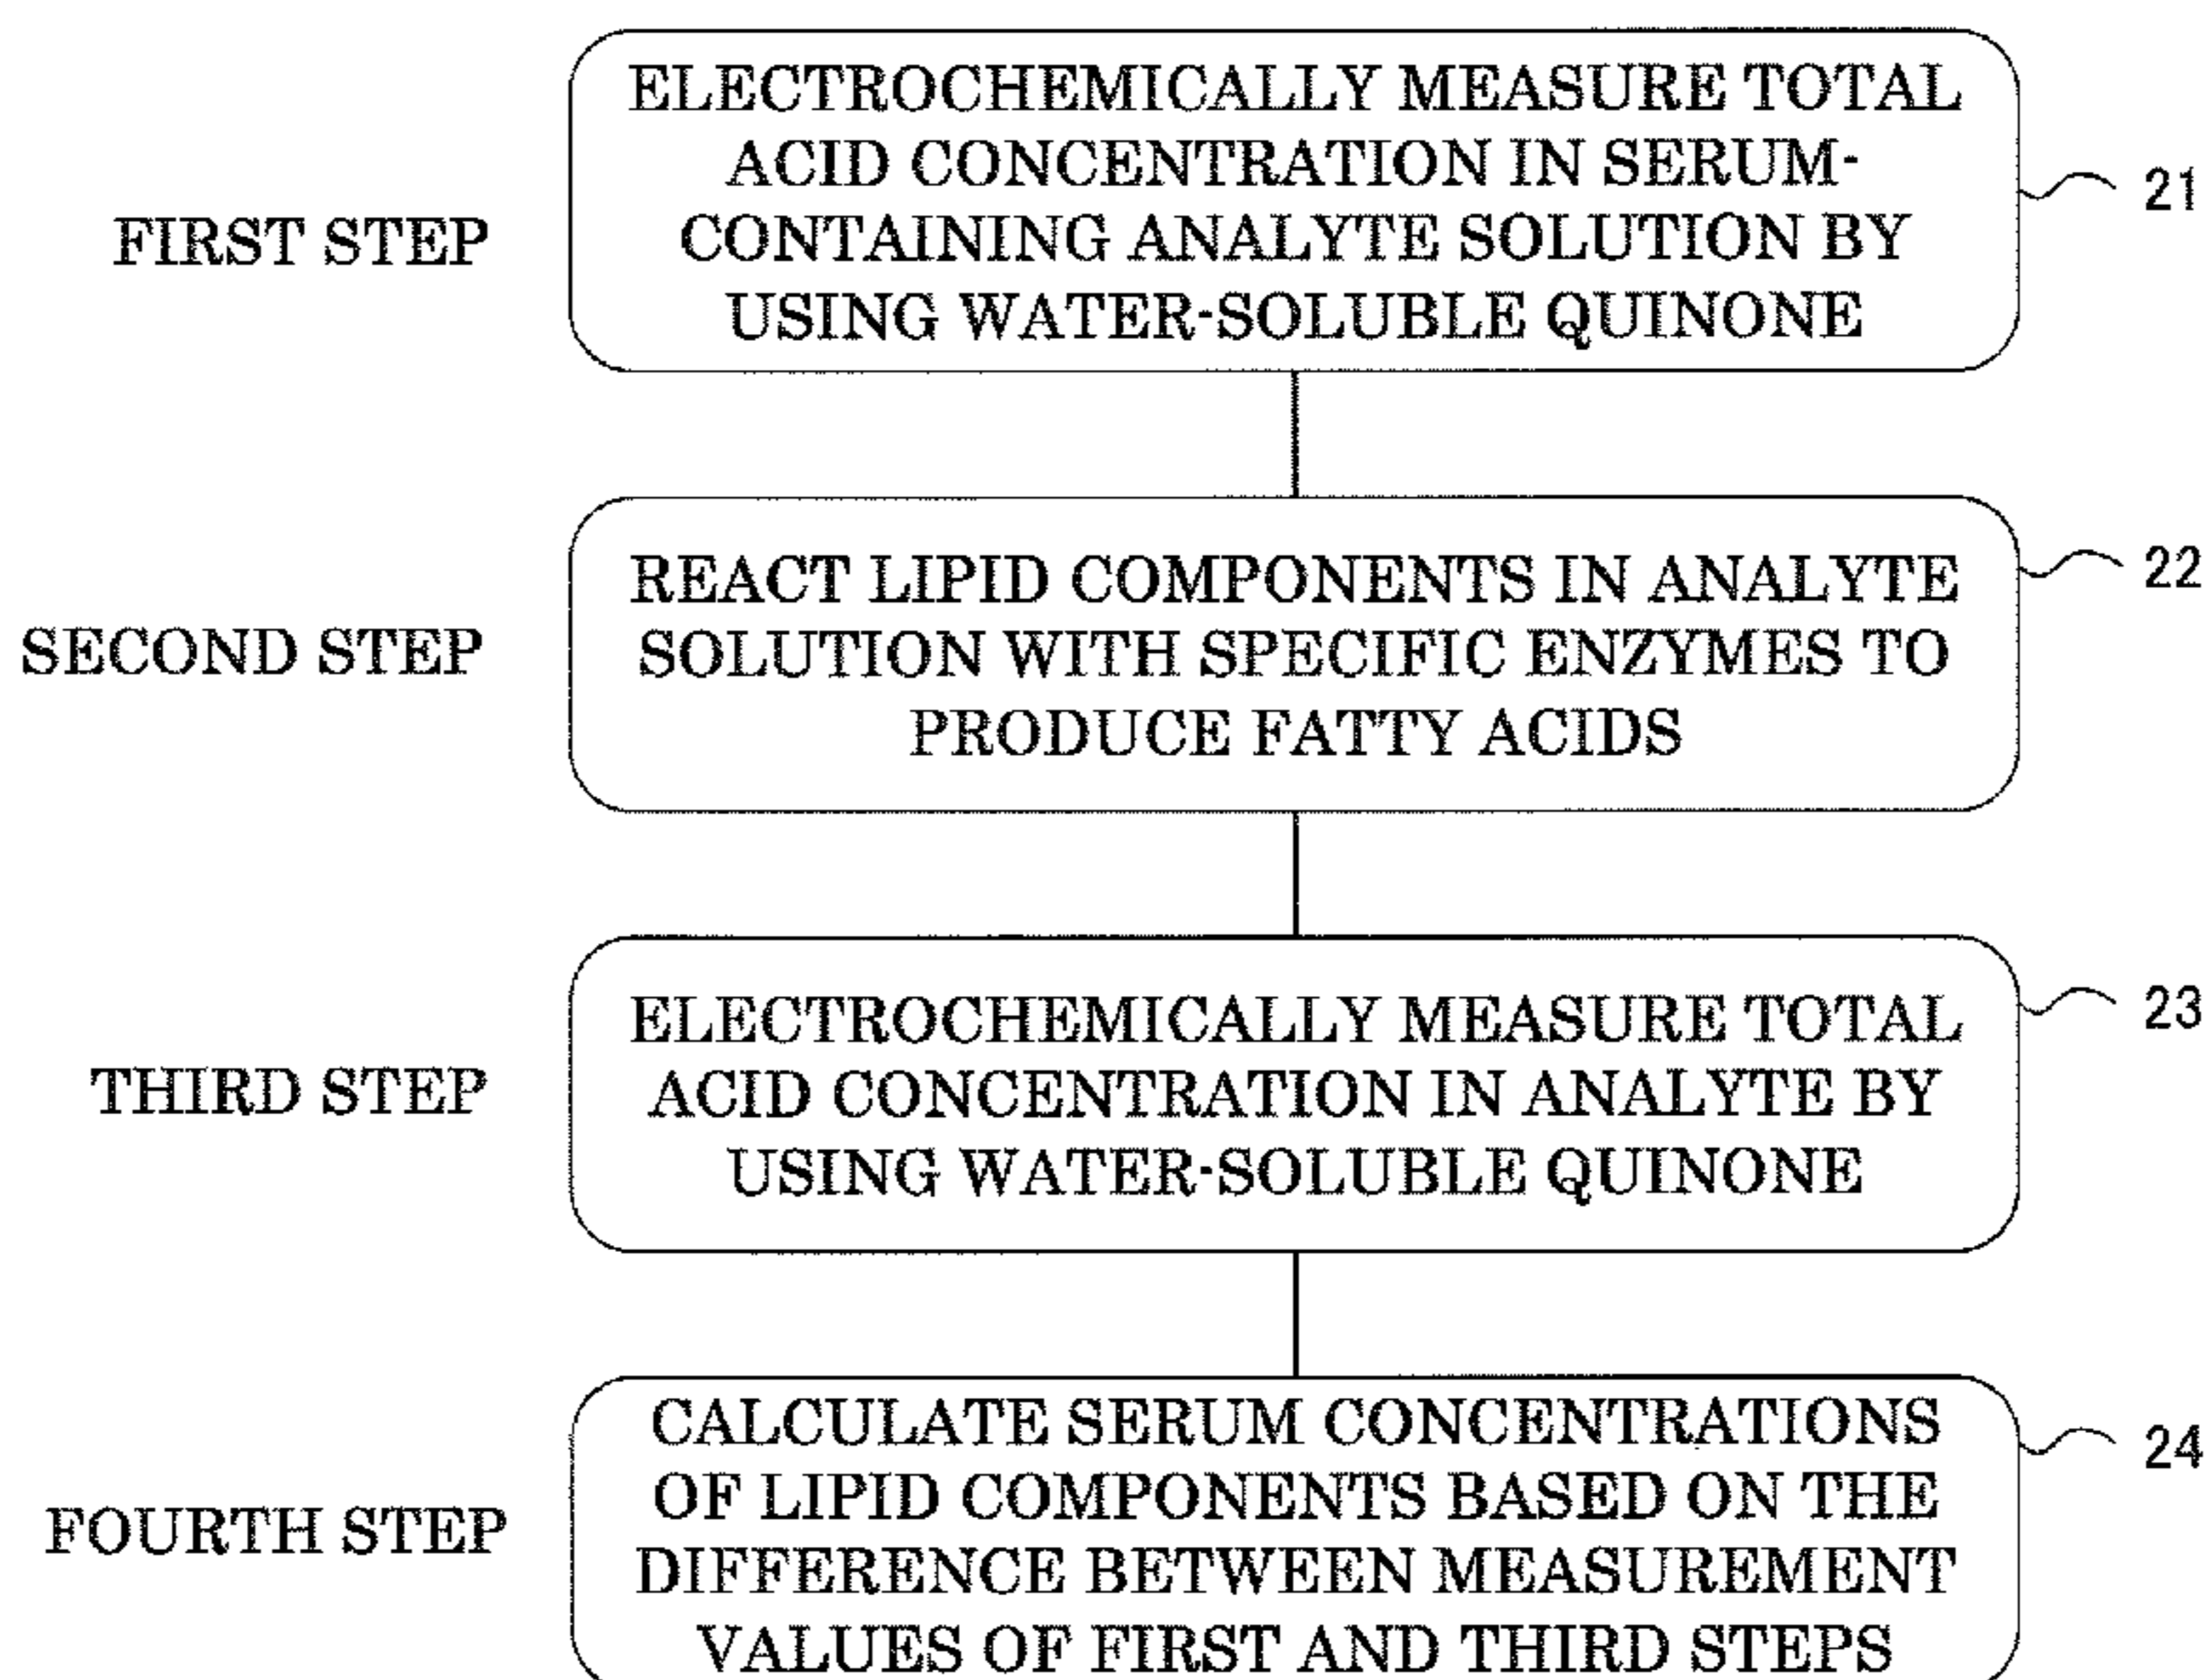 FIRST STEP
ELECTROCHEMICALLY MEASURE TOTAL
ACID CONCENTRATION IN SERUM-
CONTAINING ANALYTE SOLUTION BY
USING WATER-SOLUBLE QUINONE
21
SECOND STEP
REACT LIPID COMPONENTS IN ANALYTE
SOLUTION WITH SPECIFIC ENZYMES TO
PRODUCE FATTY ACIDS
22
THIRD STEP
ELECTROCHEMICALLY MEASURE TOTAL
ACID CONCENTRATION IN ANALYTE BY
USING WATER-SOLUBLE QUINONE
23
FOURTH STEP
CALCULATE SERUM CONCENTRATIONS
OF LIPID COMPONENTS BASED ON THE
DIFFERENCE BETWEEN MEASUREMENT
VALUES OF FIRST AND THIRD STEPS
24